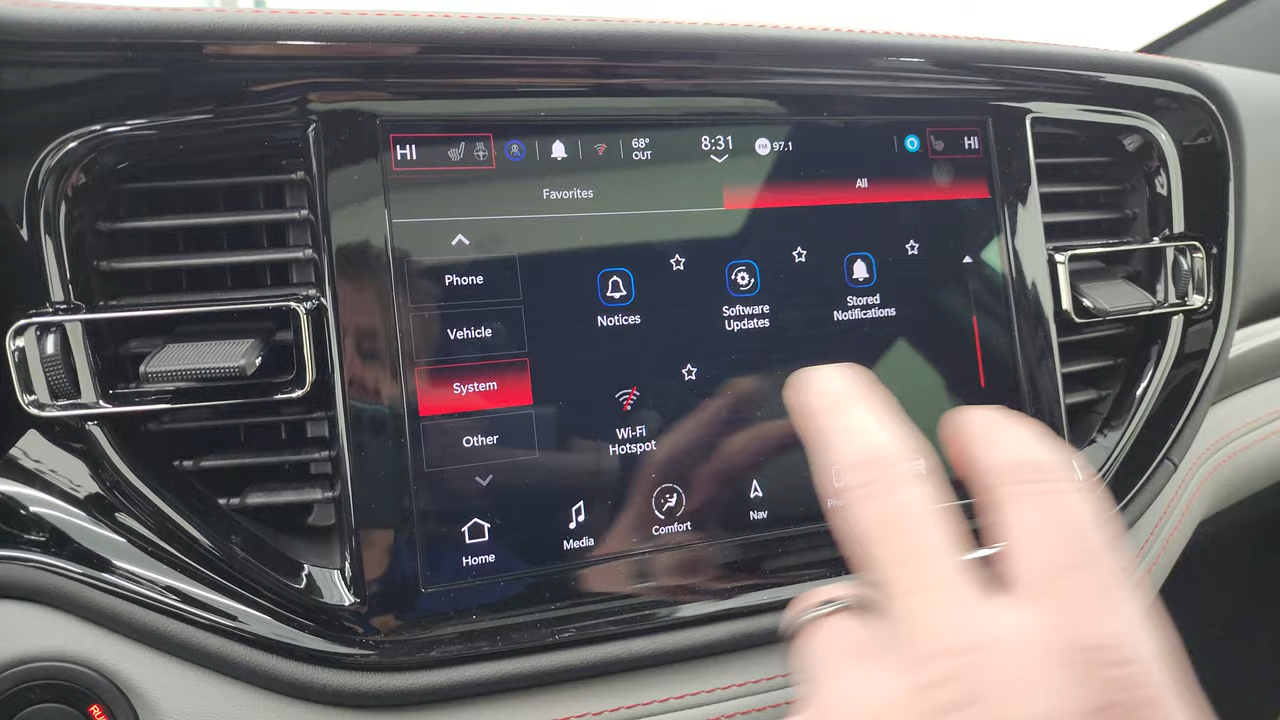 HI
68°
OUT
8:31
FM 97.1
HI
Favorites
All
Phone
Vehicle
System
Other
Notices
Software
Updates
Stored
Notifications
Wi-Fi
Hotspot
Home
Media
Comfort
Nav